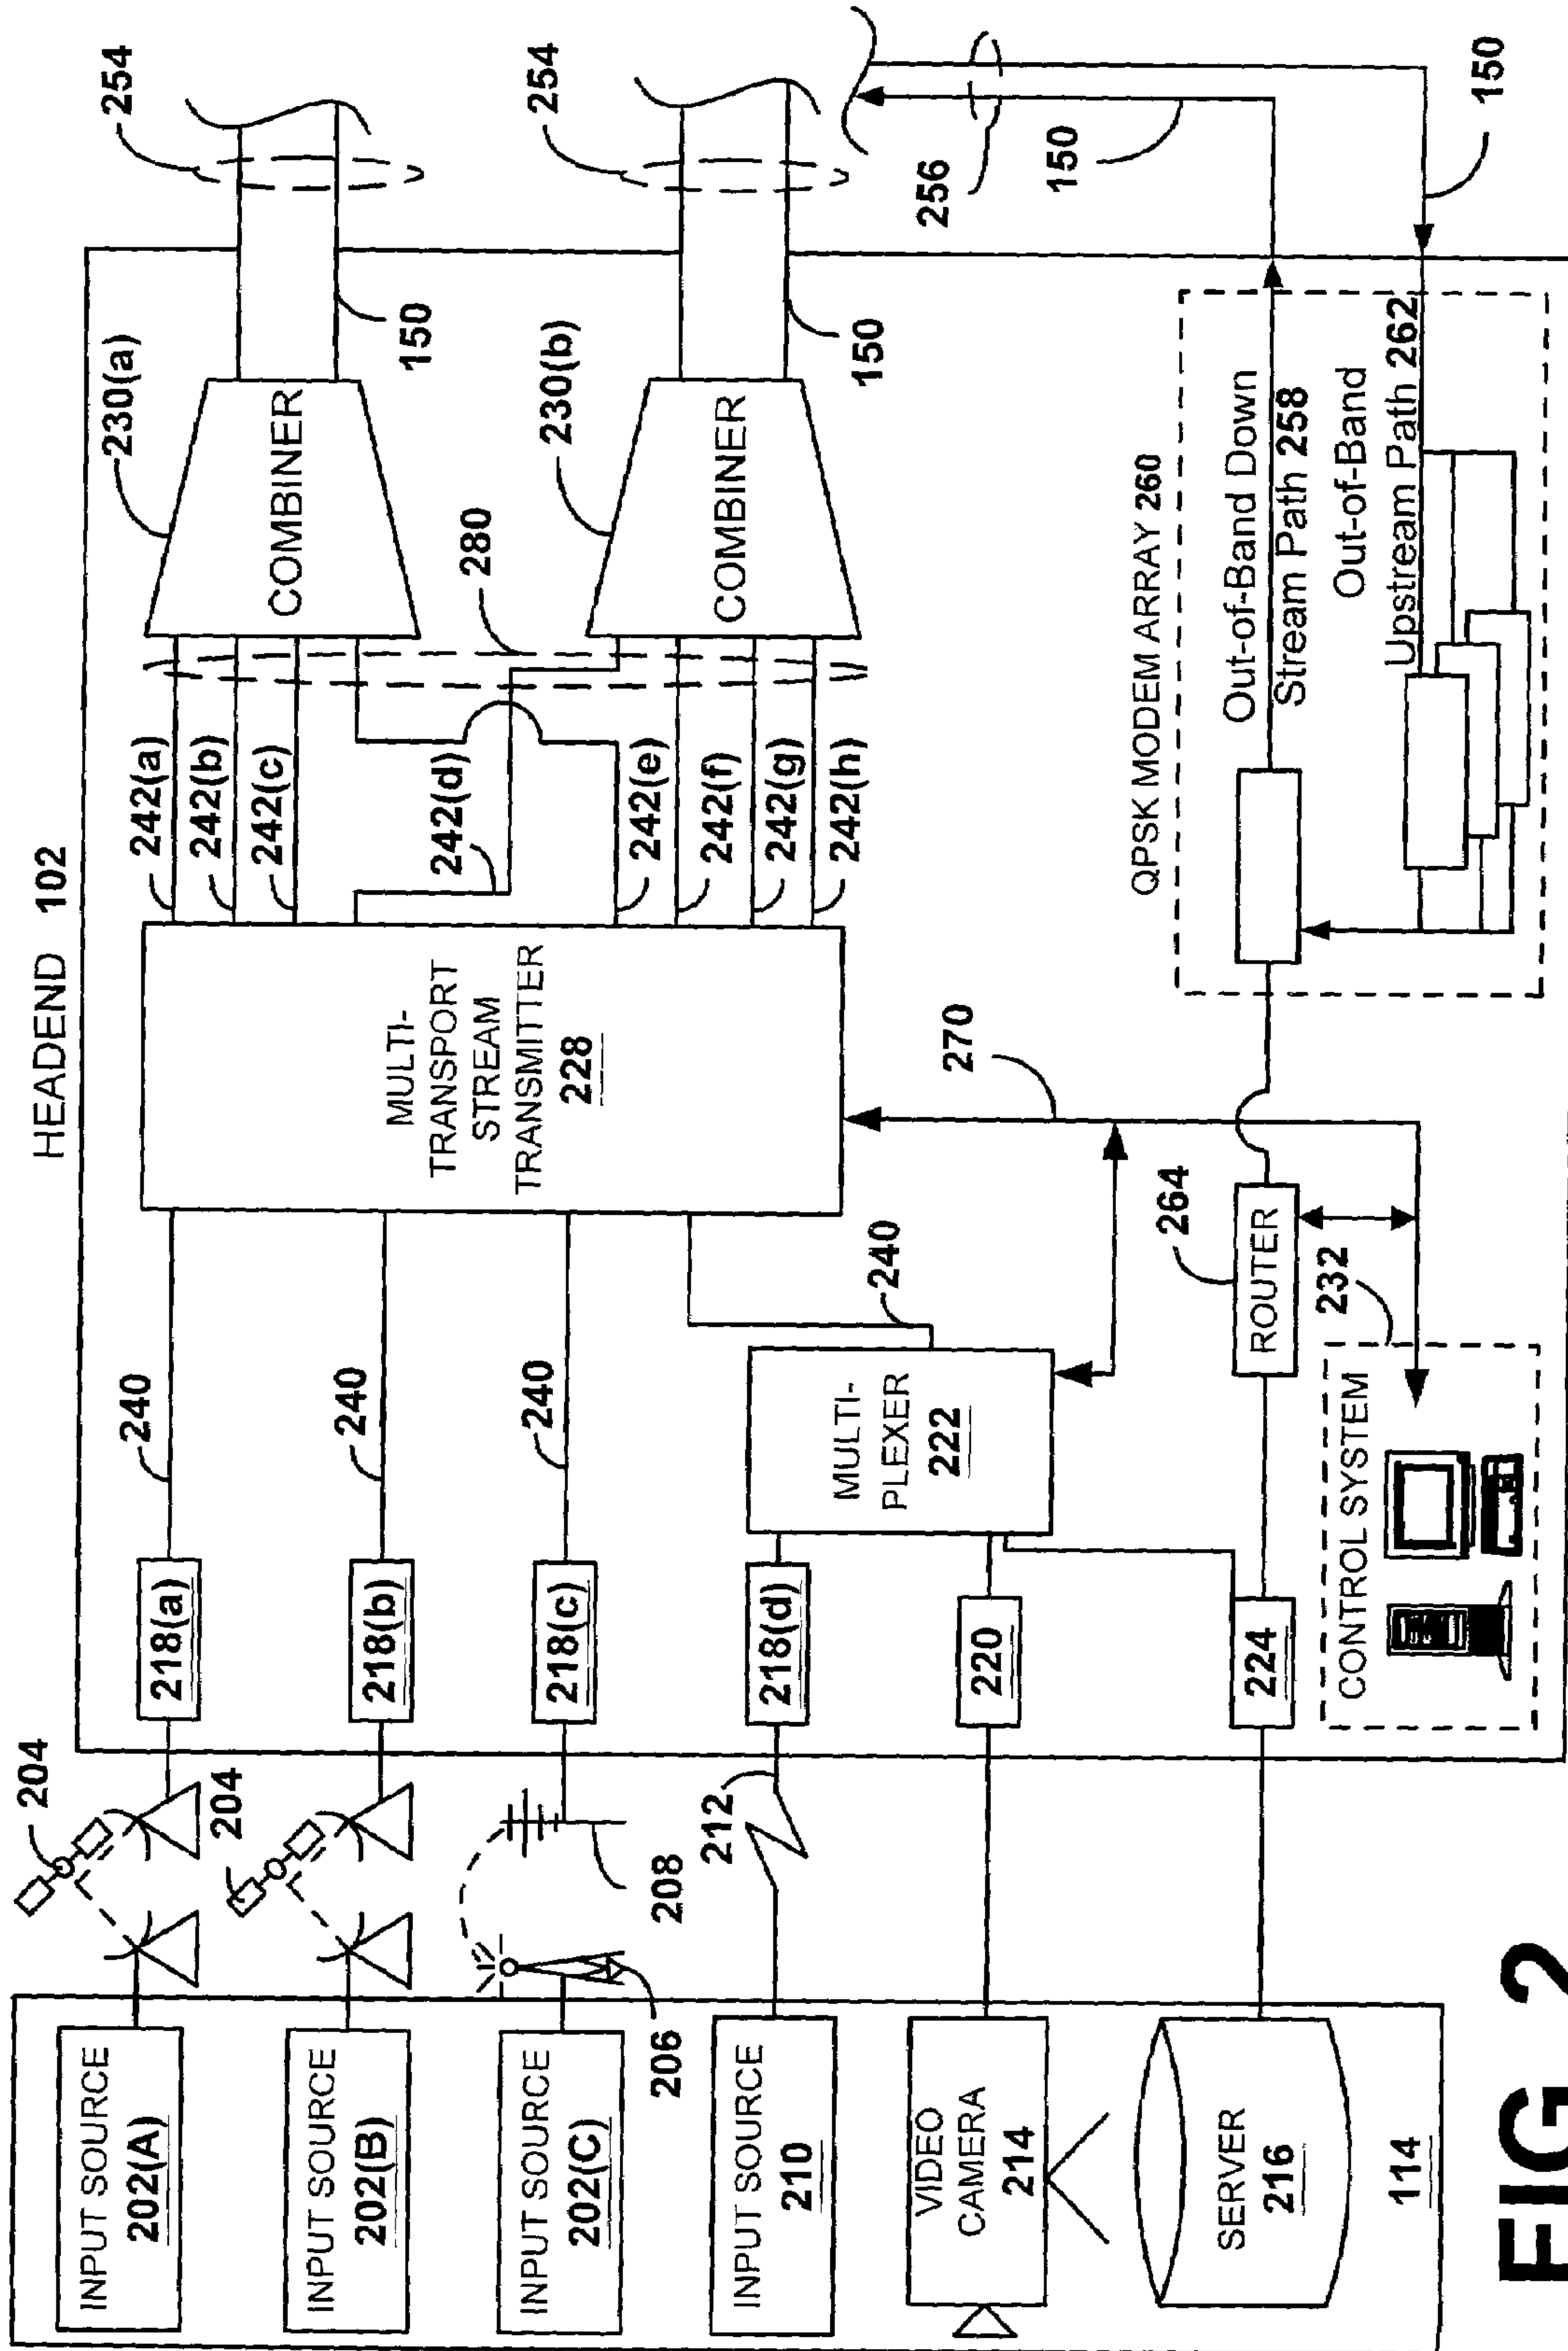 HEADEND 102
INPUT SOURCE
202(A)
204
218(a)
240
242(a)
230(a)
COMBINER
254
150
INPUT SOURCE
202(B)
204
218(b)
240
242(b)
INPUT SOURCE
202(C)
206
208
218(c)
240
242(c)
242(d)
MULTI-
TRANSPORT
STREAM
TRANSMITTER
228
280
INPUT SOURCE
210
212
218(d)
MULTI-
PLEXER
222
240
242(e)
242(f)
242(g)
242(h)
230(b)
COMBINER
254
150
VIDEO
CAMERA
214
220
270
256
150
150
SERVER
216
224
ROUTER
264
232
CONTROL SYSTEM
QPSK MODEM ARRAY 260
Out-of-Band Down
Stream Path 258
Out-of-Band
Upstream Path 262
114
FIG 2